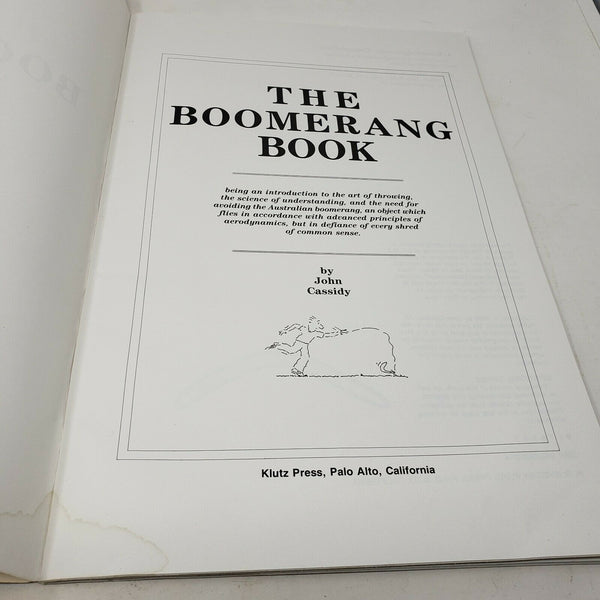 THE
BOOMERANG
BOOK
being an introduction to the art of throwing,
the science of understanding, and the need for
avoiding the Australian boomerang, an object which
flies in accordance with advanced principles of
aerodynamics, but in defiance of every shred
of common sense.
by
John
Cassidy
Klutz Press, Palo Alto, California